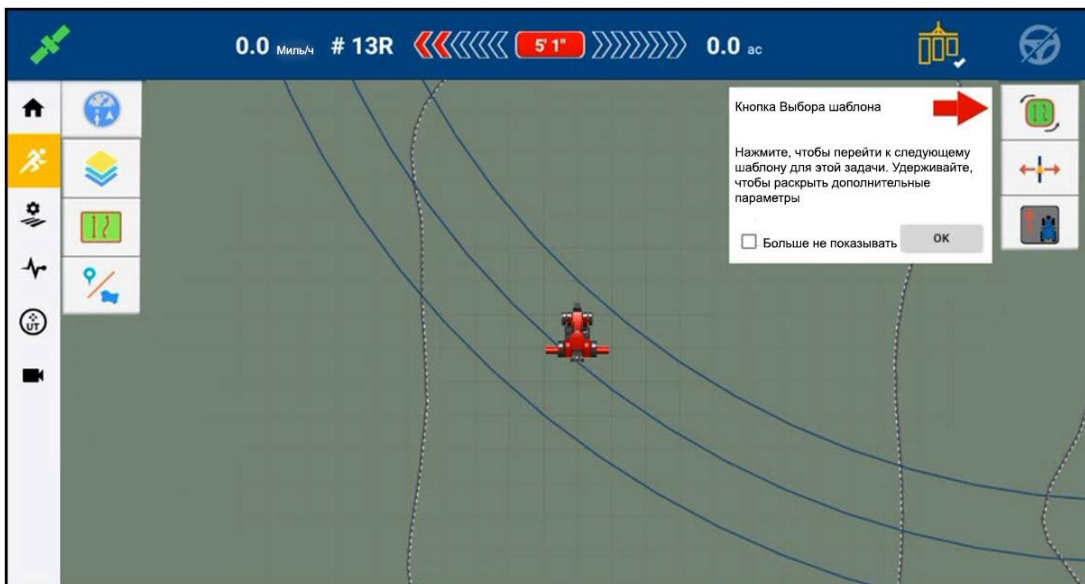 0.0 Миль/ч # 13R 5' 1" 0.0 ac
Кнопка Выбора шаблона
Нажмите, чтобы перейти к следующему
шаблону для этой задачи. Удерживайте,
чтобы раскрыть дополнительные
параметры
Больше не показывать OK
A
UT